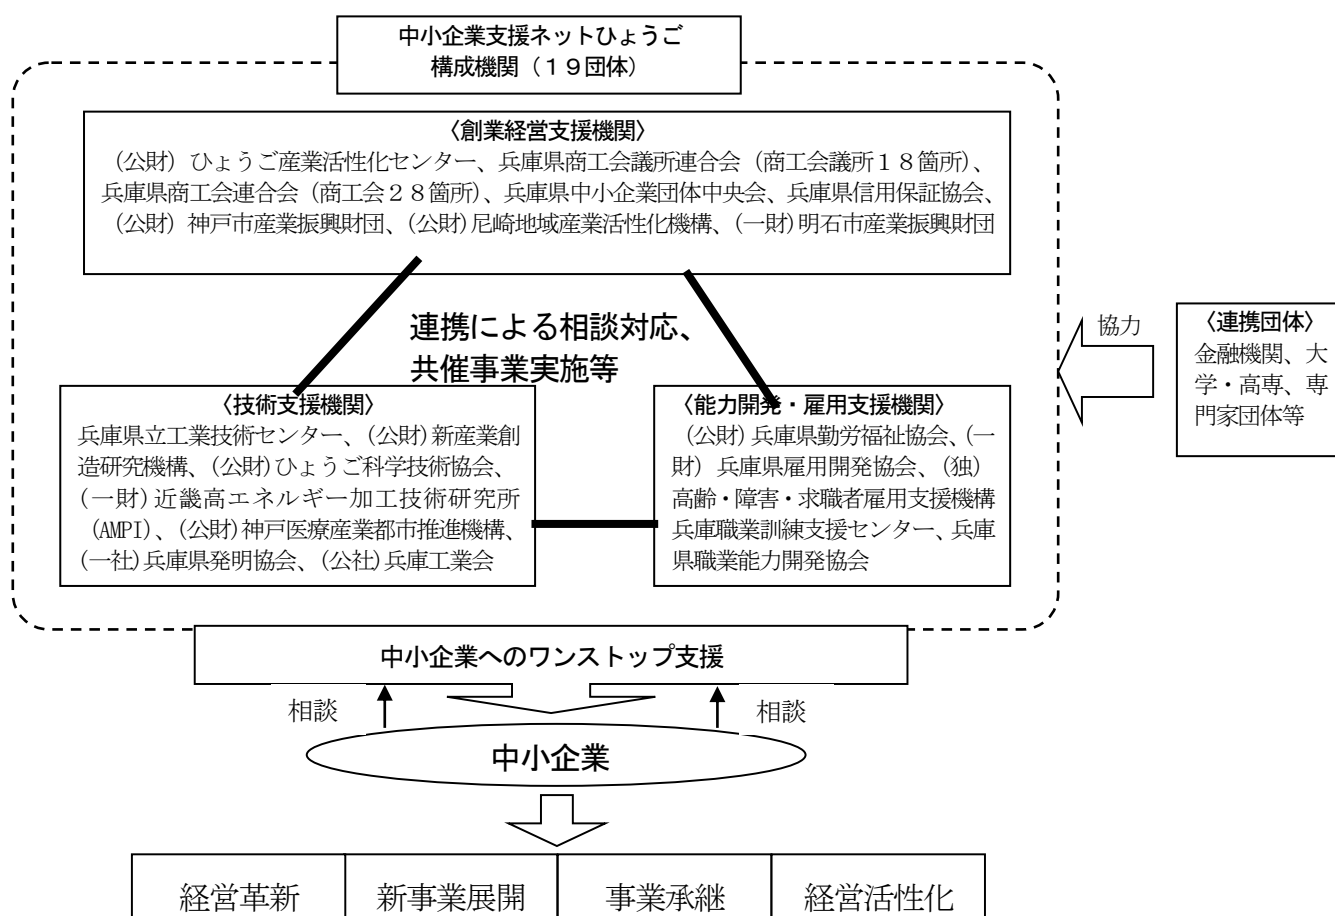 中小企業支援ネットひょうご
構成機関（１９団体）
〈創業経営支援機関〉
（公財）ひょうご産業活性化センター、兵庫県商工会議所連合会（商工会議所１８箇所）、
兵庫県商工会連合会（商工会２８箇所）、兵庫県中小企業団体中央会、兵庫県信用保証協会、
（公財）神戸市産業振興財団、（公財）尼崎地域産業活性化機構、（一財）明石市産業振興財団
連携による相談対応、
共催事業実施等
〈技術支援機関〉
兵庫県立工業技術センター、（公財）新産業創
造研究機構、（公財）ひょうご科学技術協会、
（一財）近畿高エネルギー加工技術研究所
（AMPI）、（公財）神戸医療産業都市推進機構、
（一社）兵庫県発明協会、（公社）兵庫工業会
〈能力開発・雇用支援機関〉
（公財）兵庫県勤労福祉協会、（一
財）兵庫県雇用開発協会、（独）
高齢・障害・求職者雇用支援機構
兵庫職業訓練支援センター、兵庫
県職業能力開発協会
協力
〈連携団体〉
金融機関、大
学・高専、専
門家団体等
中小企業へのワンストップ支援
相談
相談
中小企業
経営革新
新事業展開
事業承継
経営活性化